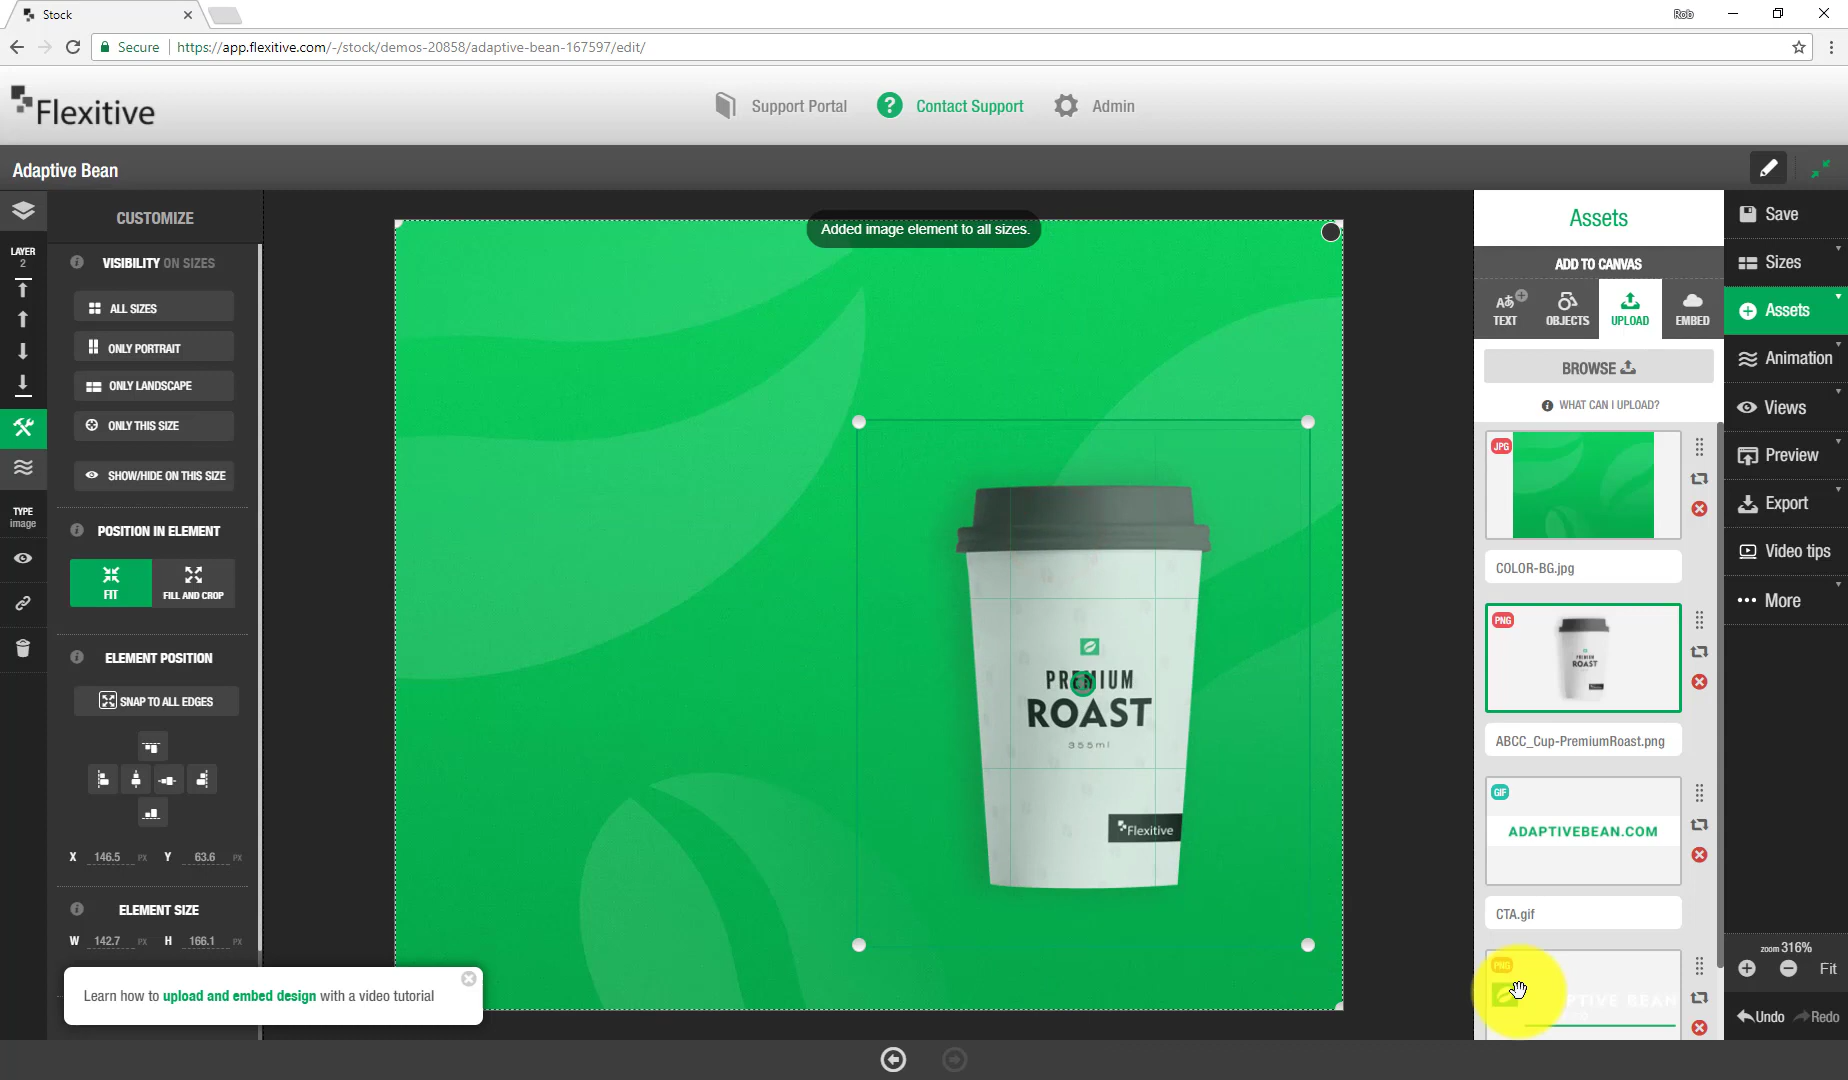 Stock
Rob
Secure
https://app.flexitive.com/-/stock/demos-20858/adaptive-bean-167597/edit/
Flexitive
Support Portal
? Contact Support
Admin
Adaptive Bean
CUSTOMIZE
LAYER
2
VISIBILITY ON SIZES
ALL SIZES
ONLY PORTRAIT
ONLY LANDSCAPE
ONLY THIS SIZE
SHOW/HIDE ON THIS SIZE
TYPE
image
POSITION IN ELEMENT
FIT
FILL AND CROP
ELEMENT POSITION
SNAP TO ALL EDGES
X 146.5 PX Y 63.6 PX
ELEMENT SIZE
W 142.7 PX H 166.1 PX
Learn how to upload and embed design with a video tutorial
Added image element to all sizes.
PREMIUM
ROAST
355ml
Flexitive
Assets
ADD TO CANVAS
TEXT
OBJECTS
UPLOAD
EMBED
BROWSE
WHAT CAN I UPLOAD?
JPG
COLOR-BG.jpg
PNG
PREMIUM
ROAST
ABCC_Cup-PremiumRoast.png
GIF
ADAPTIVEBEAN.COM
CTA.gif
PNG
PTIVE BEAN
Save
Sizes
Assets
Animation
Views
Preview
Export
Video tips
More
zoom 316%
Fit
Undo
Redo